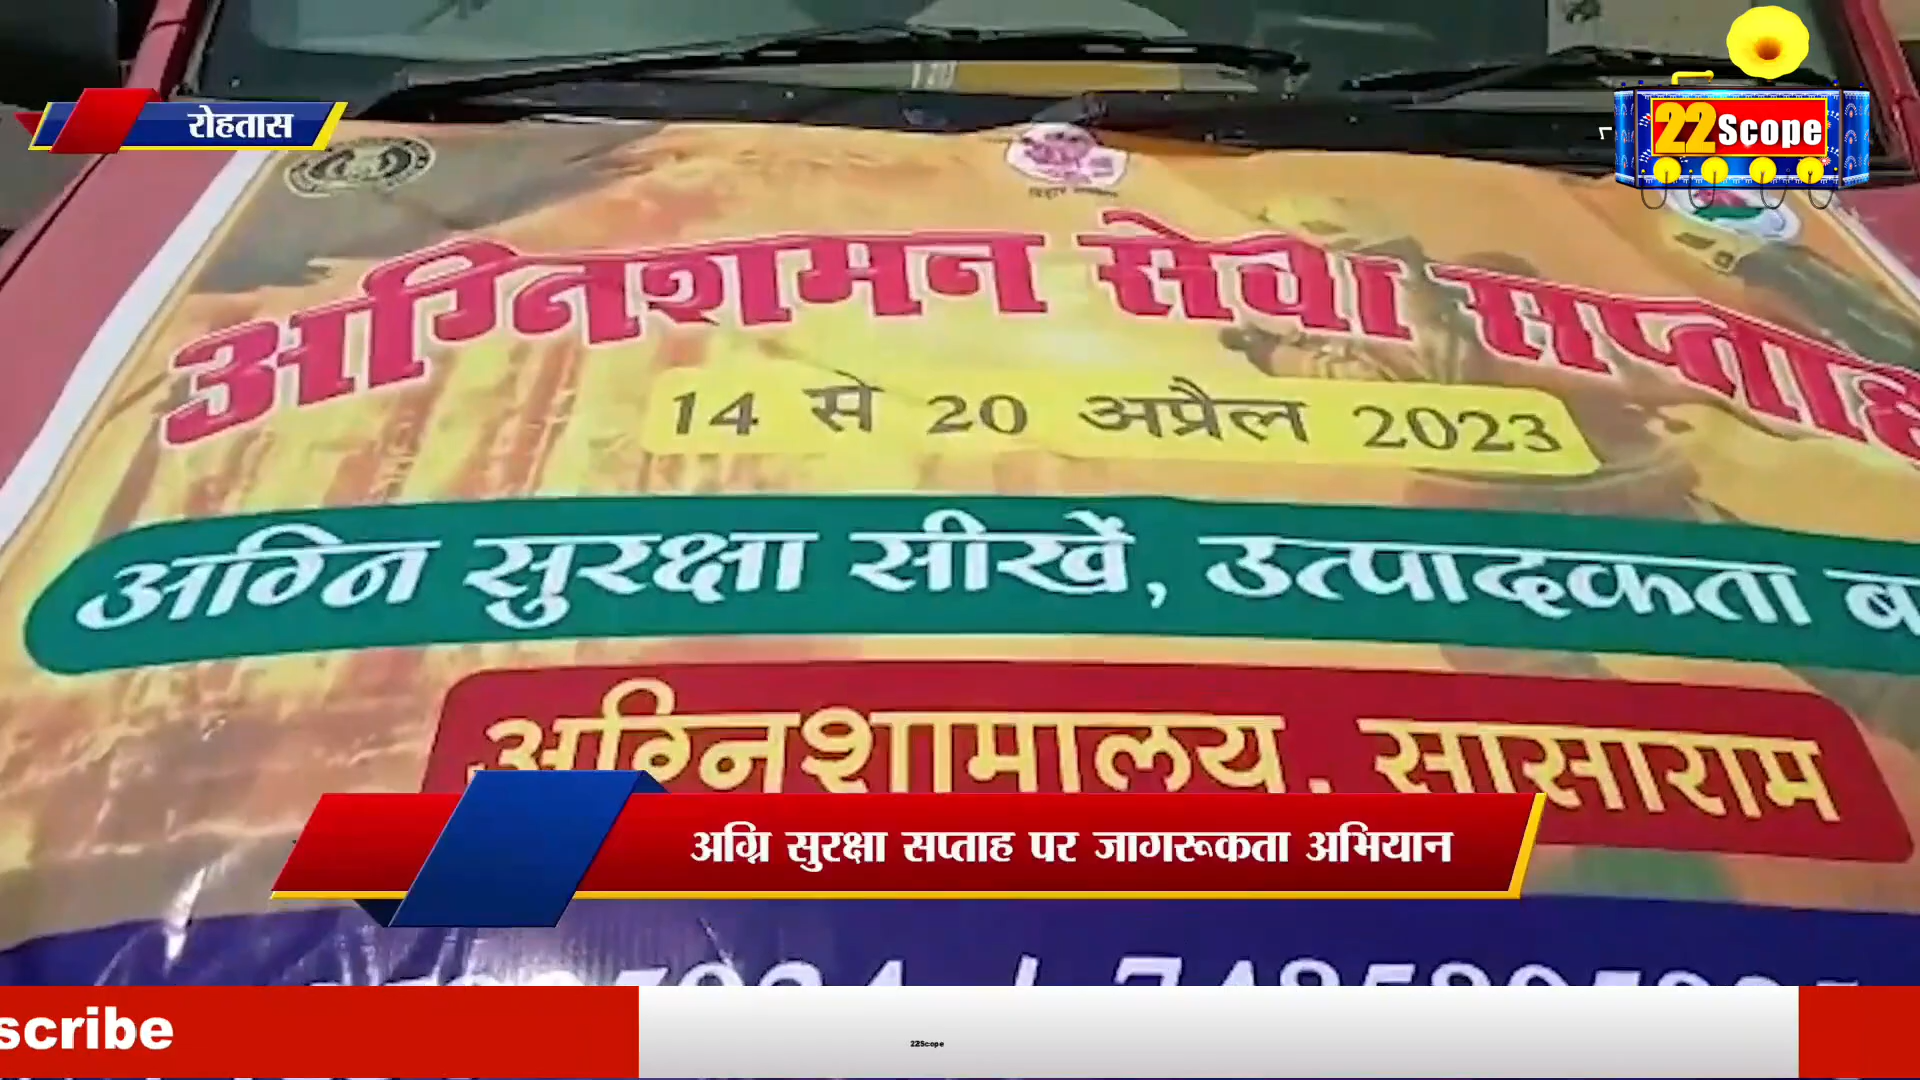 रोहतास
22Scope
अग्निशमन सेवा सप्ताह
14 से 20 अप्रैल 2023
अग्नि सुरक्षा सीखें, उत्पादकता
अग्निशामालय, सासाराम
अग्नि सुरक्षा सप्ताह पर जागरूकता अभियान
scribe
22Scope